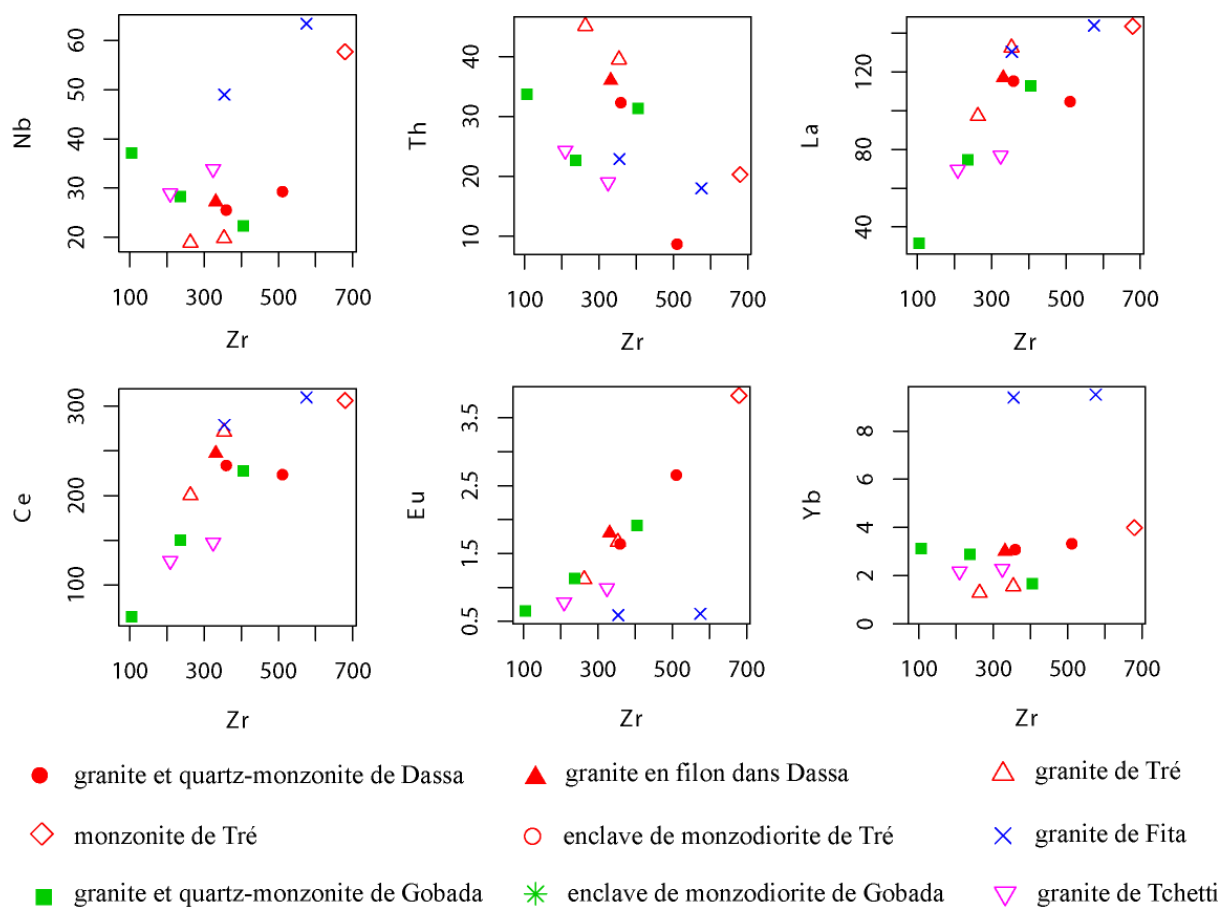 Nb
60
50
40
30
20
10
100 300 500 700
Zr
Th
40
30
20
10
100 300 500 700
Zr
La
120
80
40
100 300 500 700
Zr
Ce
300
200
100
100 300 500 700
Zr
Eu
3.5
2.5
1.5
0.5
100 300 500 700
Zr
Yb
8
6
4
2
0
100 300 500 700
Zr
granite et quartz-monzonite de Dassa
granite en filon dans Dassa
granite de Tré
monzonite de Tré
enclave de monzodiorite de Tré
granite de Fita
granite et quartz-monzonite de Gobada
enclave de monzodiorite de Gobada
granite de Tchetti